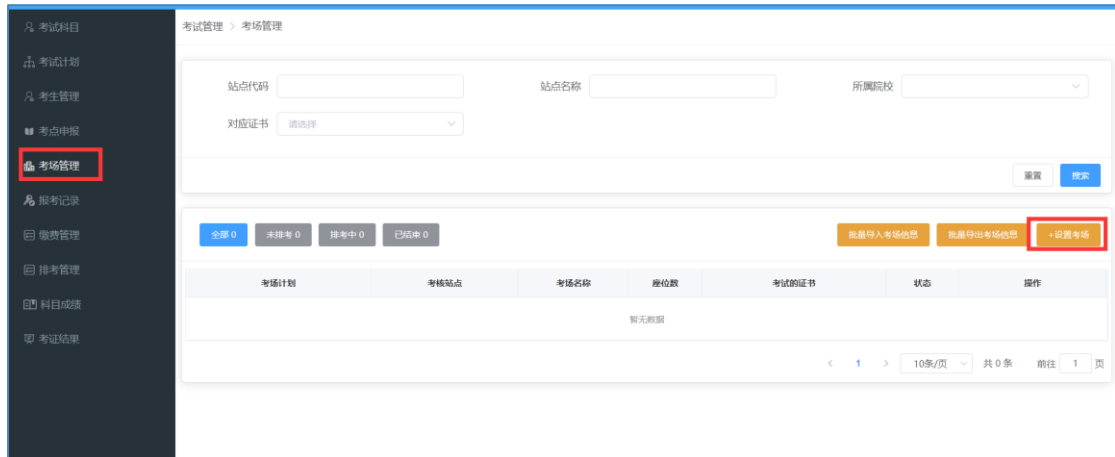 考试科目
考试计划
考生管理
考点申报
考场管理
报考记录
缴费管理
排考管理
科目成绩
考证结果
考试管理 > 考场管理
站点代码 站点名称 所属院校
对应证书 请选择
重置 搜索
全部 0 未排考 0 排考中 0 已结束 0 批量导入考场信息 批量导出考场信息 +设置考场
考场计划 考核站点 考场名称 座位数 考试的证书 状态 操作
暂无数据
< 1 > 10条/页 共 0 条 前往 1 页